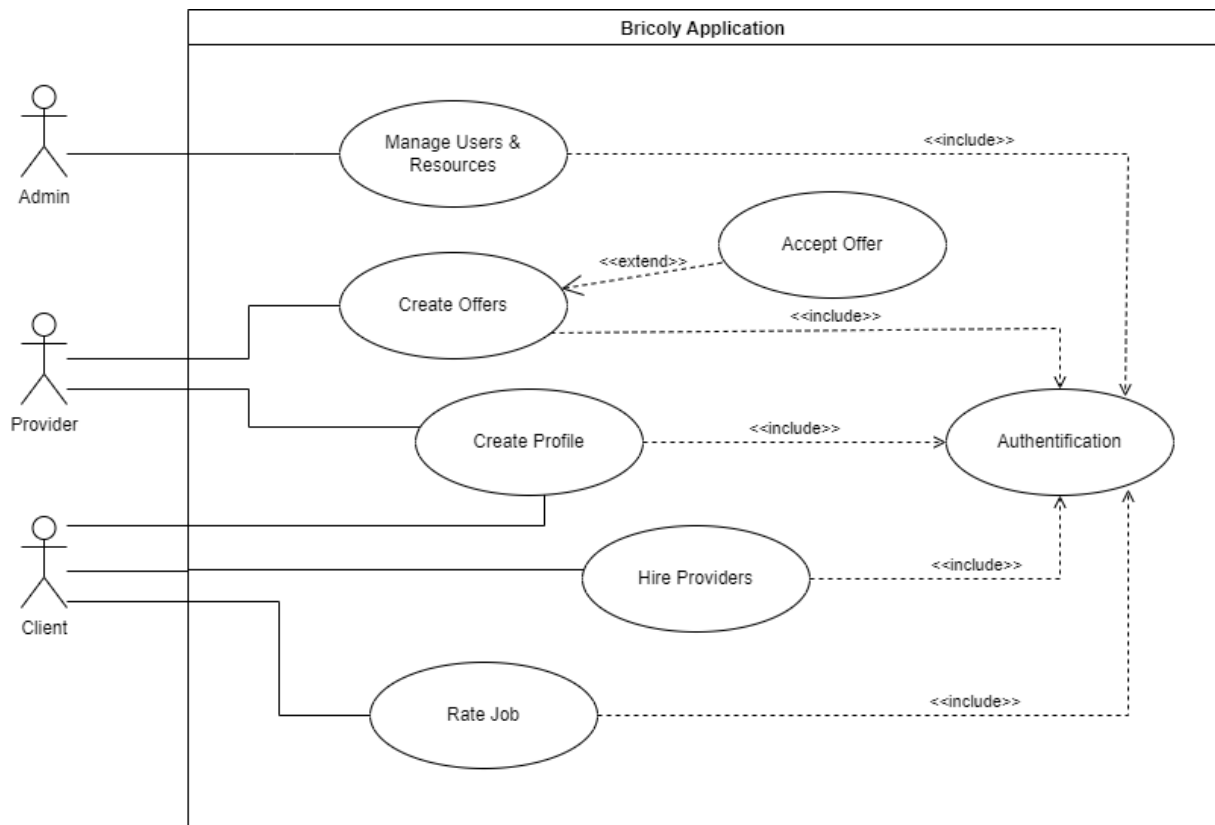 Bricoly Application
Manage Users &
Resources
<<include>>
Admin
Accept Offer
<<extend>>
Create Offers
<<include>>
Provider
Create Profile
<<include>>
Authentification
Hire Providers
<<include>>
Client
Rate Job
<<include>>